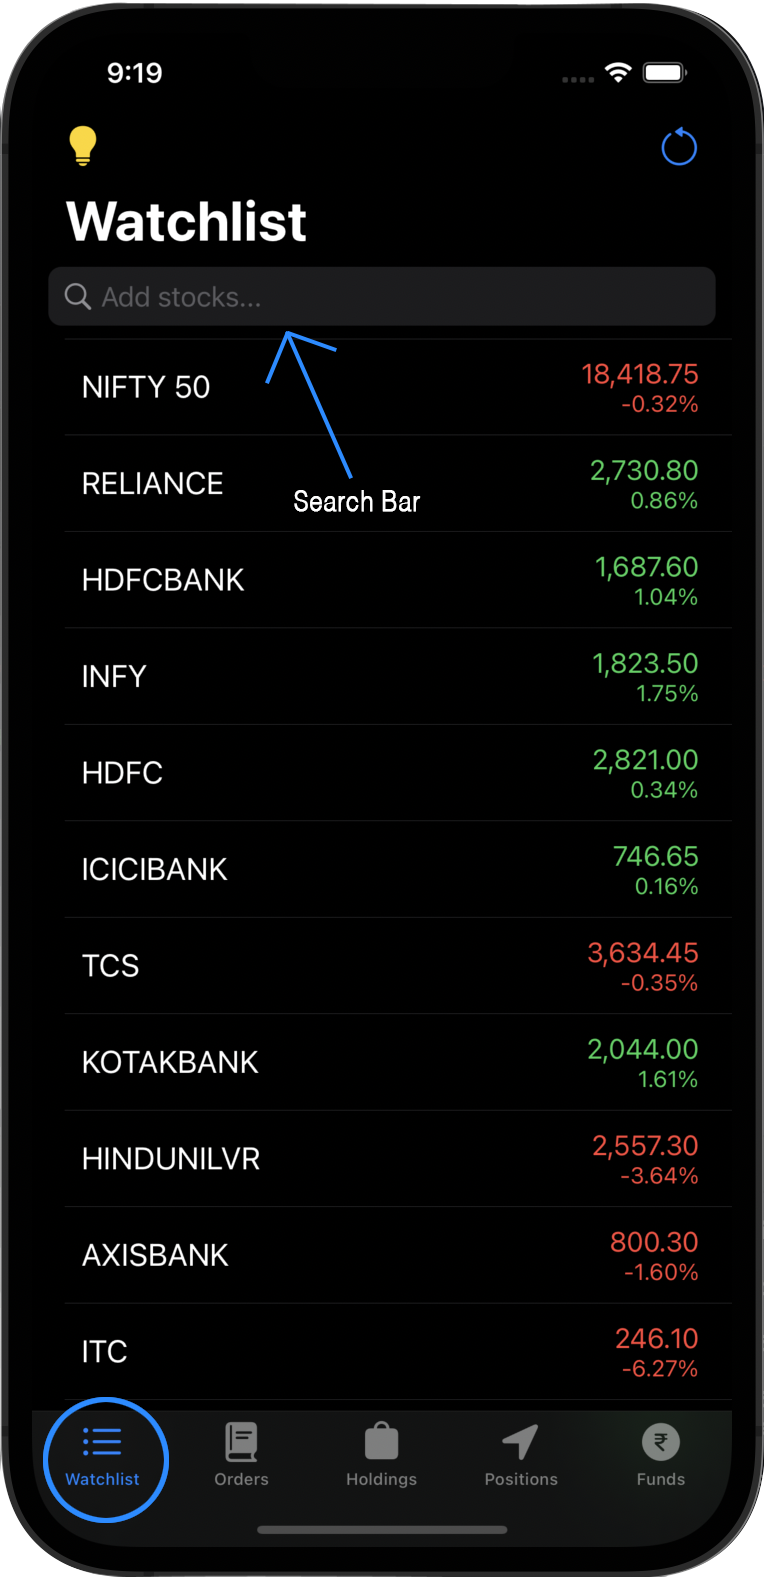 9:19
Watchlist
Add stocks...
NIFTY 50
18,418.75
-0.32%
RELIANCE
2,730.80
0.86%
Search Bar
HDFCBANK
1,687.60
1.04%
INFY
1,823.50
1.75%
HDFC
2,821.00
0.34%
ICICIBANK
746.65
0.16%
TCS
3,634.45
-0.35%
KOTAKBANK
2,044.00
1.61%
HINDUNILVR
2,557.30
-3.64%
AXISBANK
800.30
-1.60%
ITC
246.10
-6.27%
Watchlist
Orders
Holdings
Positions
₹
Funds